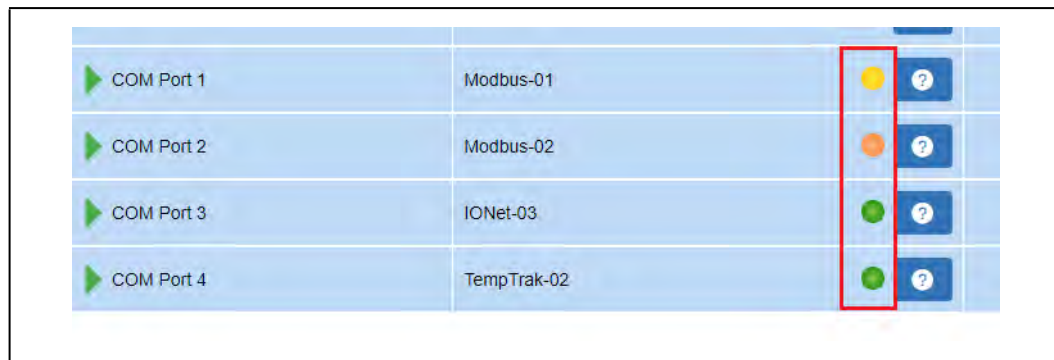 COM Port 1 Modbus-01 ?
COM Port 2 Modbus-02 ?
COM Port 3 IONet-03 ?
COM Port 4 TempTrak-02 ?